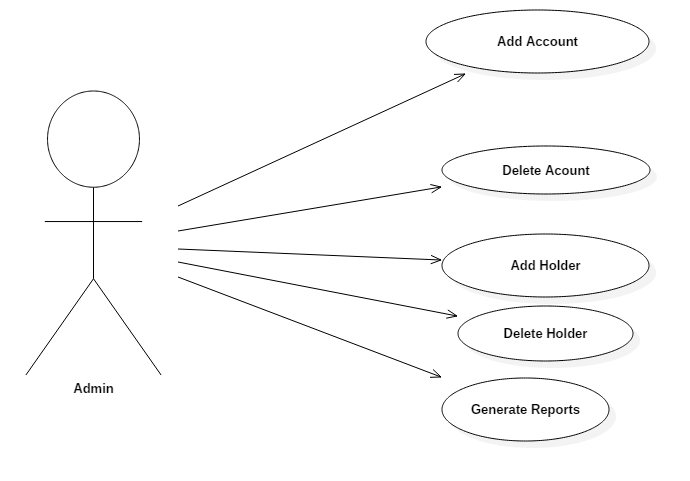 Add Account
Delete Acount
Add Holder
Delete Holder
Generate Reports
Admin